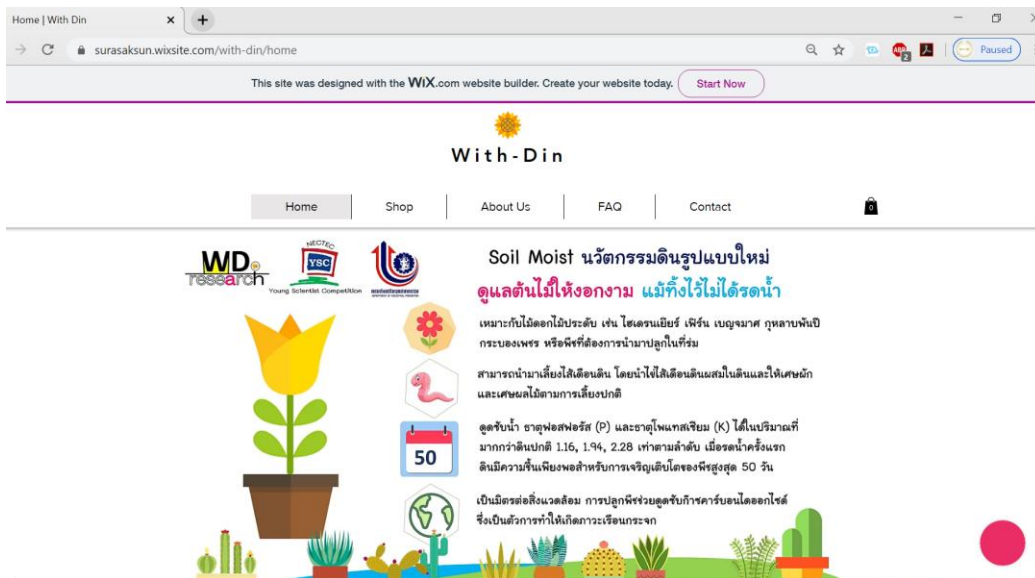 Home | With Din
surasaksun.wixsite.com/with-din/home
2
Paused
This site was designed with the WiX.com website builder. Create your website today. Start Now
With-Din
Home Shop About Us FAQ Contact 0
WD research
NECTEC
YSC
Young Scientist Competition
Soil Moist นวัตกรรมดินรูปแบบใหม่
ดูแลต้นไม้ให้งอกงาม แม้ทิ้งไว้ไม่ได้รดน้ำ
เหมาะกับไม้ดอกไม้ประดับ เช่น ไฮเดรนเยียร์ เฟิร์น เบญจมาศ กุหลาบพันปี
กระบองเพชร หรือพืชที่ต้องการนำมาปลูกในที่ร่ม
สามารถนำมาเลี้ยงไส้เดือนดิน โดยนำไข่ไส้เดือนดินผสมในดินและให้เศษผัก
และเศษผลไม้ตามการเลี้ยงปกติ
ดูดซับน้ำ ธาตุฟอสฟอรัส (P) และธาตุโพแทสเซียม (K) ได้ในปริมาณที่
มากกว่าดินปกติ 1.16, 1.94, 2.28 เท่าตามลำดับ เมื่อรดน้ำครั้งแรก
ดินมีความชื้นเพียงพอสำหรับการเจริญเติบโตของพืชสูงสุด 50 วัน
50
เป็นมิตรต่อสิ่งแวดล้อม การปลูกพืชช่วยดูดซับก๊าซคาร์บอนไดออกไซด์
ซึ่งเป็นตัวการทำให้เกิดภาวะเรือนกระจก